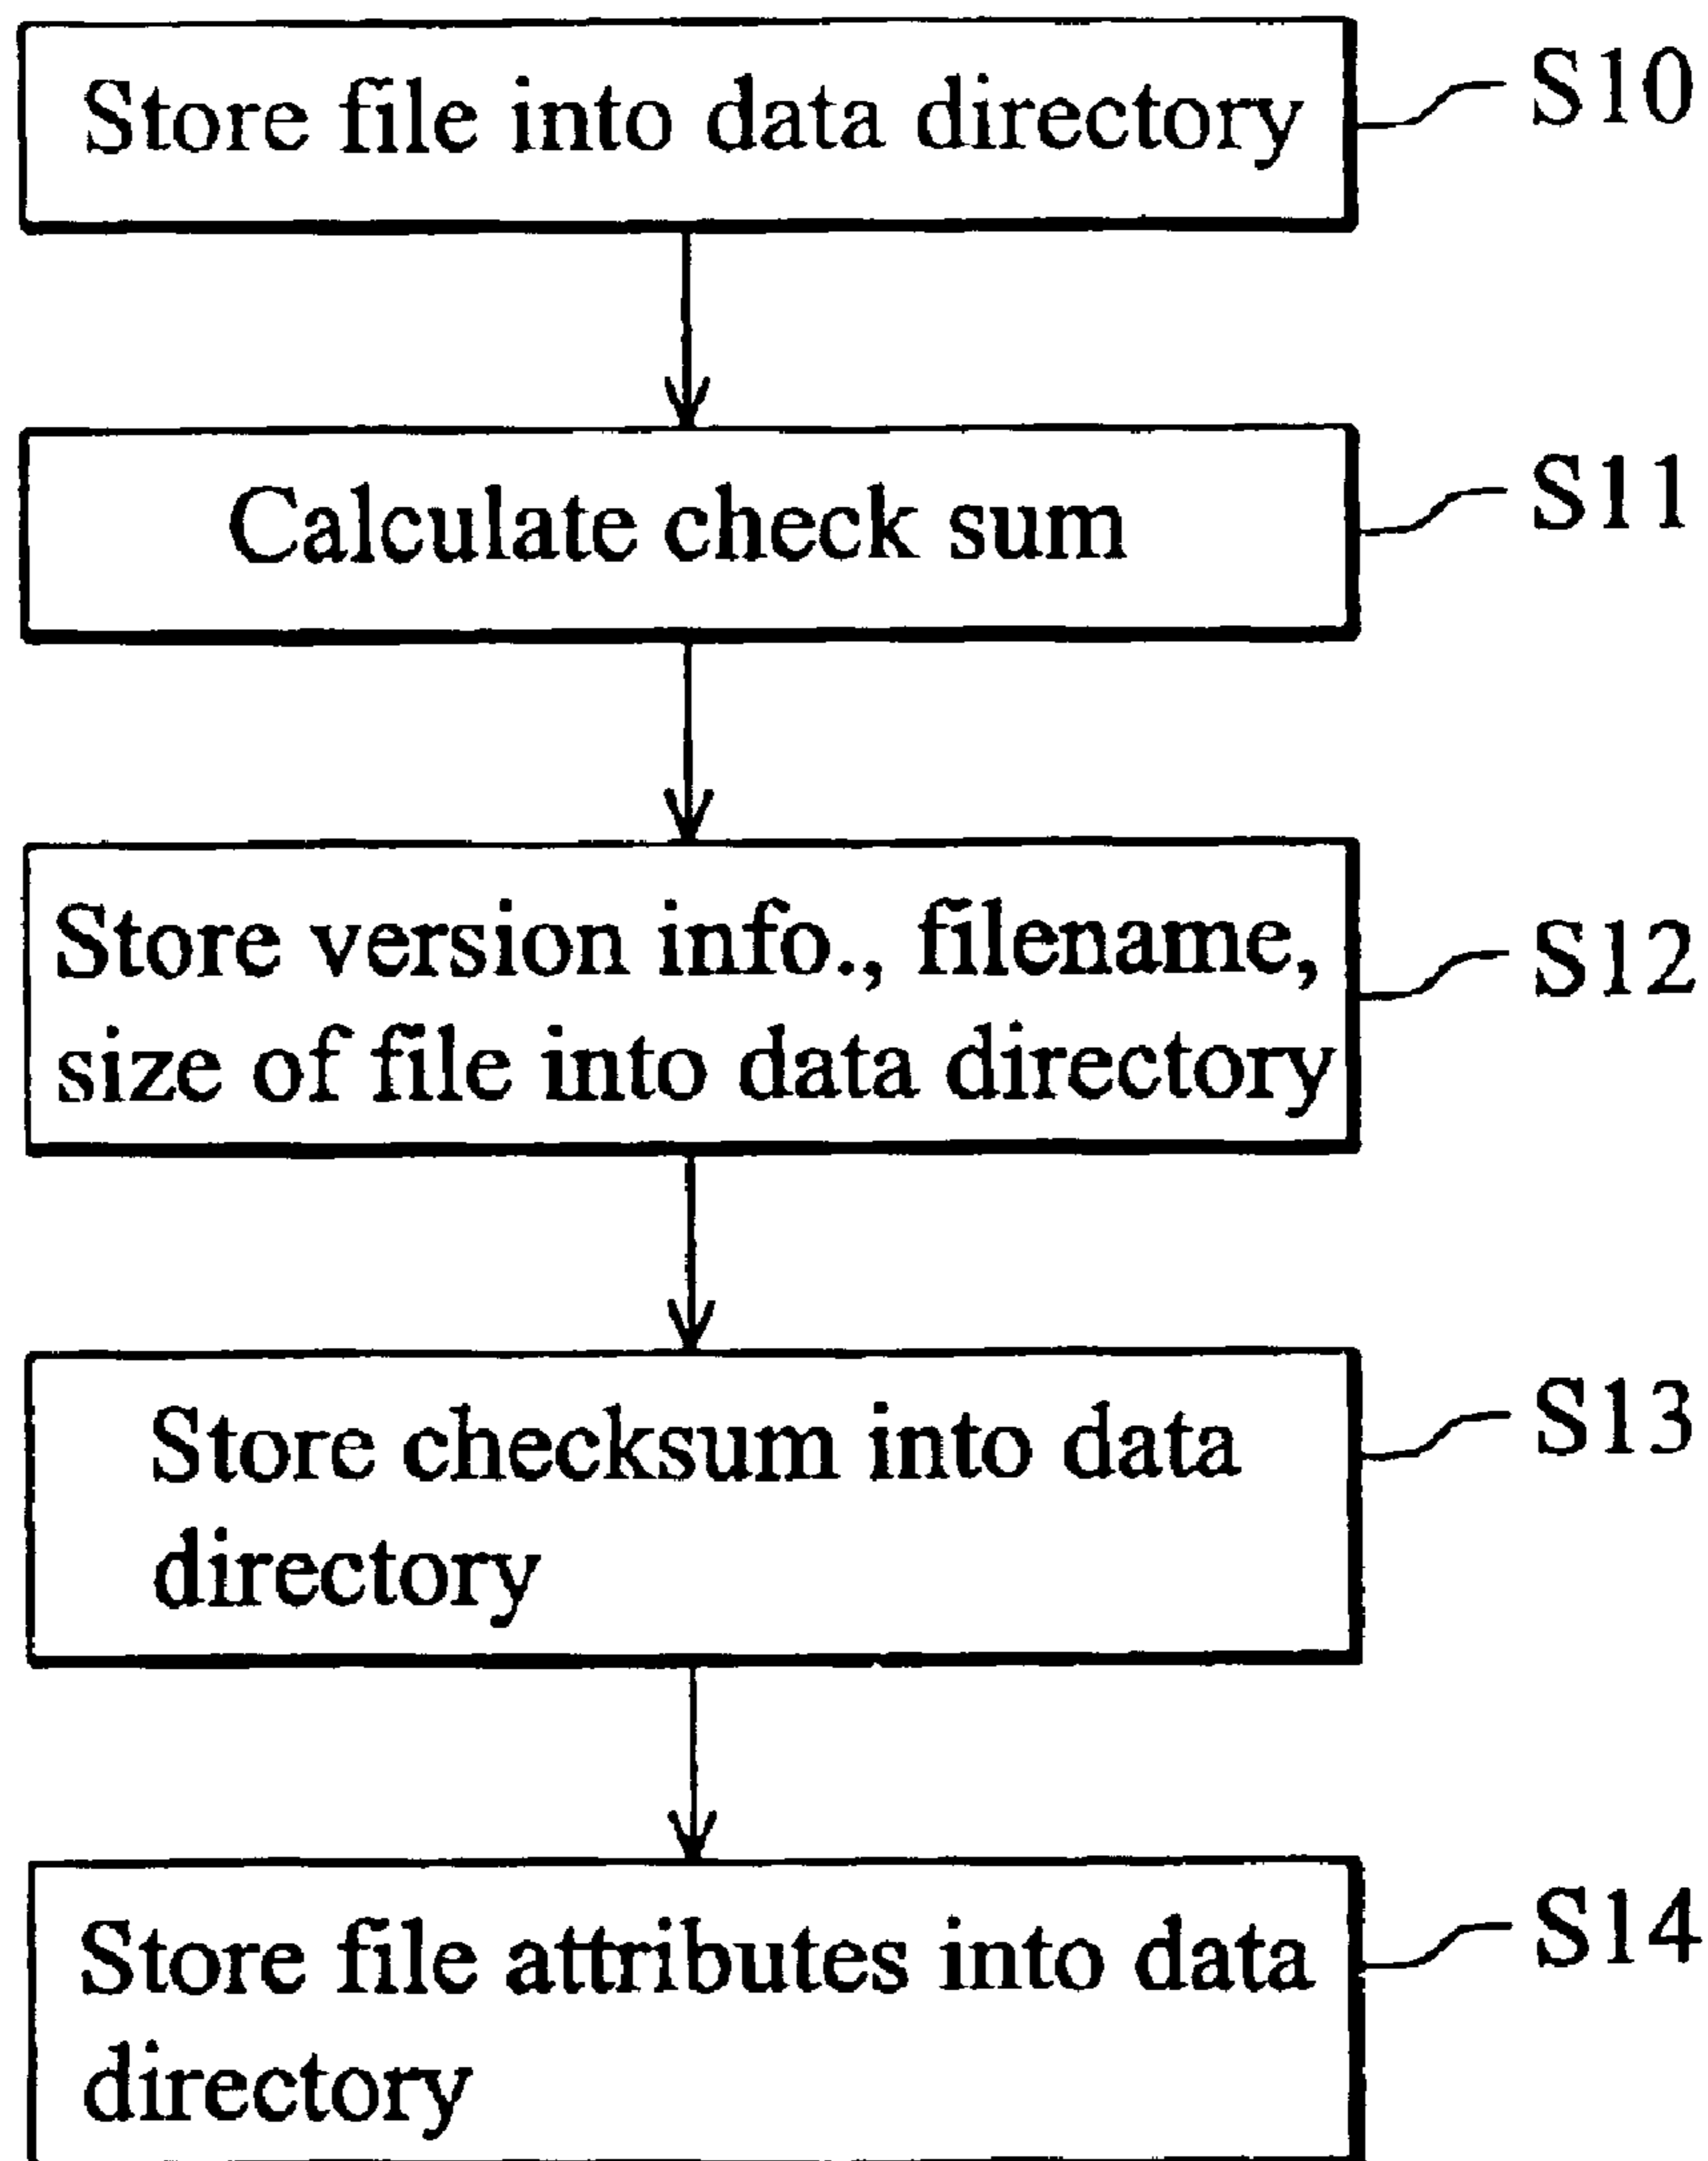 Store file into data directory
S10
Calculate check sum
S11
Store version info., filename,
size of file into data directory
S12
Store checksum into data
directory
S13
Store file attributes into data
directory
S14